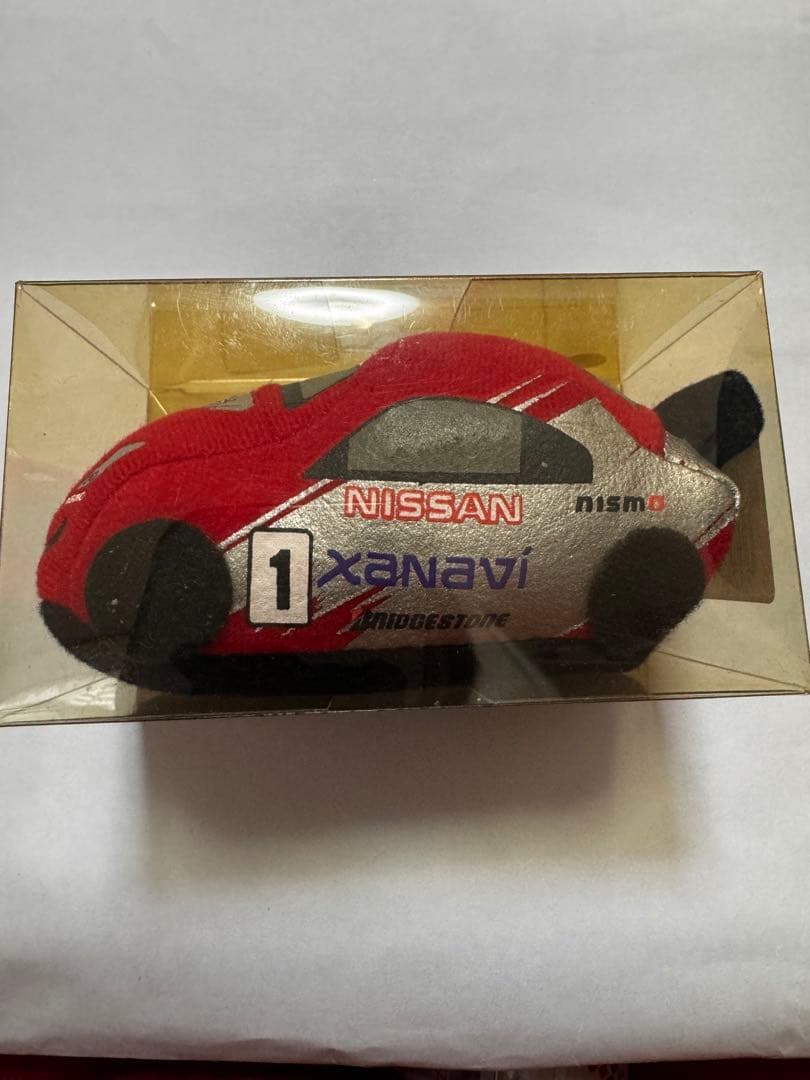 NISSAN
nismo
1
XANAVi
BRIDGESTONE